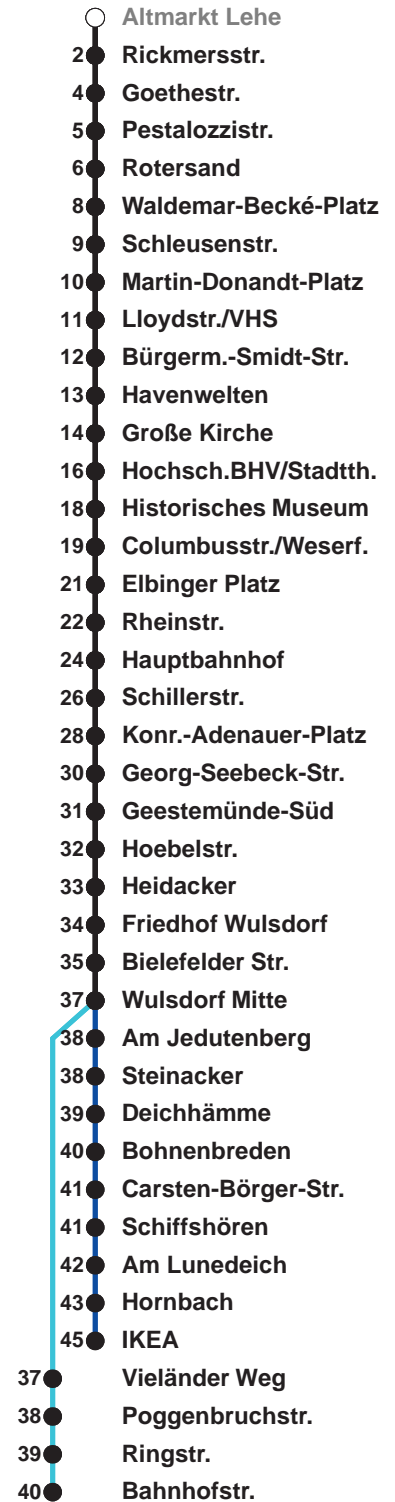 Altmarkt Lehe
2 Rickmersstr.
4 Goethestr.
5 Pestalozzistr.
6 Rotersand
8 Waldemar-Becké-Platz
9 Schleusenstr.
10 Martin-Donandt-Platz
11 Lloydstr./VHS
12 Bürgerm.-Smidt-Str.
13 Havenwelten
14 Große Kirche
16 Hochsch.BHV/Stadtth.
18 Historisches Museum
19 Columbusstr./Weserf.
21 Elbinger Platz
22 Rheinstr.
24 Hauptbahnhof
26 Schillerstr.
28 Konr.-Adenauer-Platz
30 Georg-Seebeck-Str.
31 Geestemünde-Süd
32 Hoebelstr.
33 Heidacker
34 Friedhof Wulsdorf
35 Bielefelder Str.
37 Wulsdorf Mitte
38 Am Jedutenberg
38 Steinacker
39 Deichhämme
40 Bohnenbreden
41 Carsten-Börger-Str.
41 Schiffshören
42 Am Lunedeich
43 Hornbach
45 IKEA
37 Vieländer Weg
38 Poggenbruchstr.
39 Ringstr.
40 Bahnhofstr.